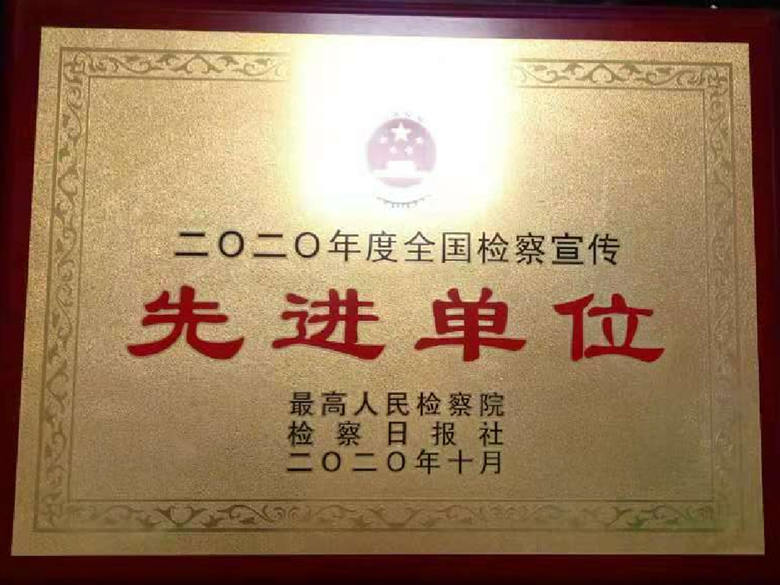 二〇二〇年度全国检察宣传
先进单位
最高人民检察院
检察日报社
二〇二〇年十月